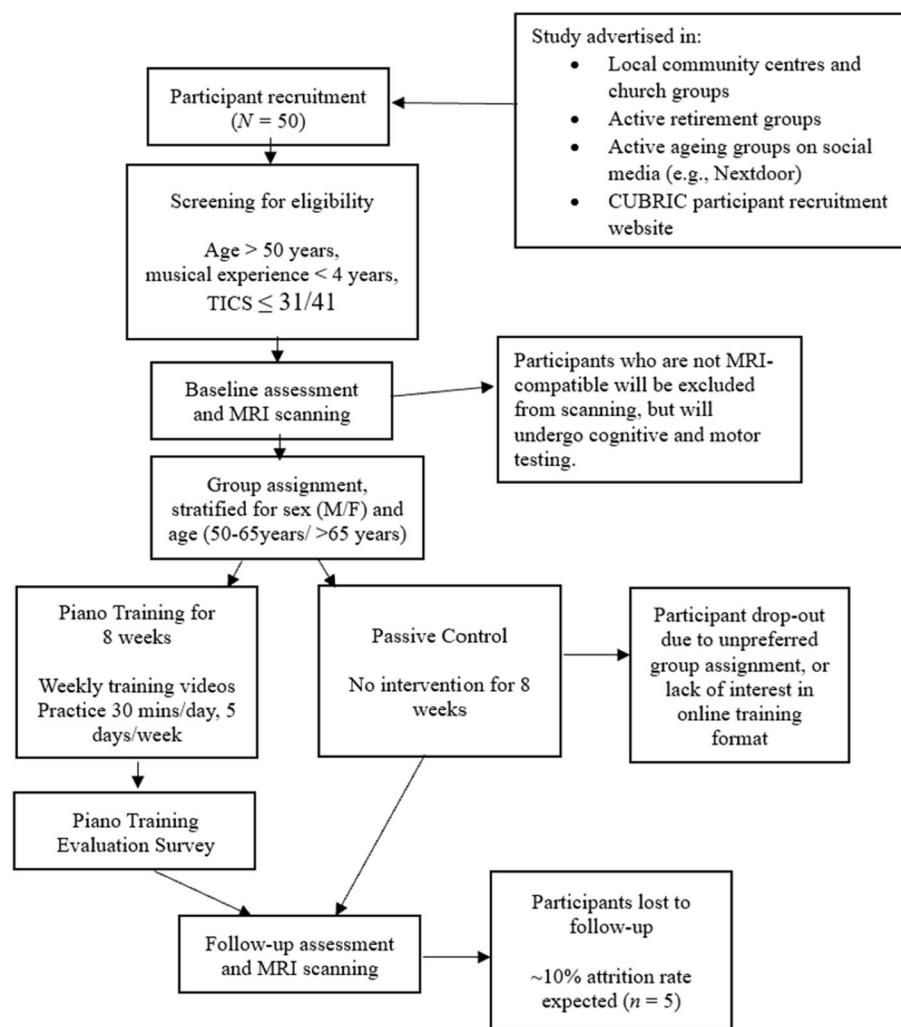 Study advertised in:
• Local community centres and
church groups
• Active retirement groups
• Active ageing groups on social
media (e.g., Nextdoor)
• CUBRIC participant recruitment
website
Participant recruitment
(N = 50)
Screening for eligibility
Age > 50 years,
musical experience < 4 years,
TICS ≤ 31/41
Baseline assessment
and MRI scanning
Participants who are not MRI-
compatible will be excluded
from scanning, but will
undergo cognitive and motor
testing.
Group assignment,
stratified for sex (M/F) and
age (50-65years/ >65 years)
Piano Training for
8 weeks
Weekly training videos
Practice 30 mins/day, 5
days/week
Passive Control
No intervention for 8
weeks
Participant drop-out
due to unpreferred
group assignment, or
lack of interest in
online training
format
Piano Training
Evaluation Survey
Follow-up assessment
and MRI scanning
Participants lost to
follow-up
~10% attrition rate
expected (n = 5)